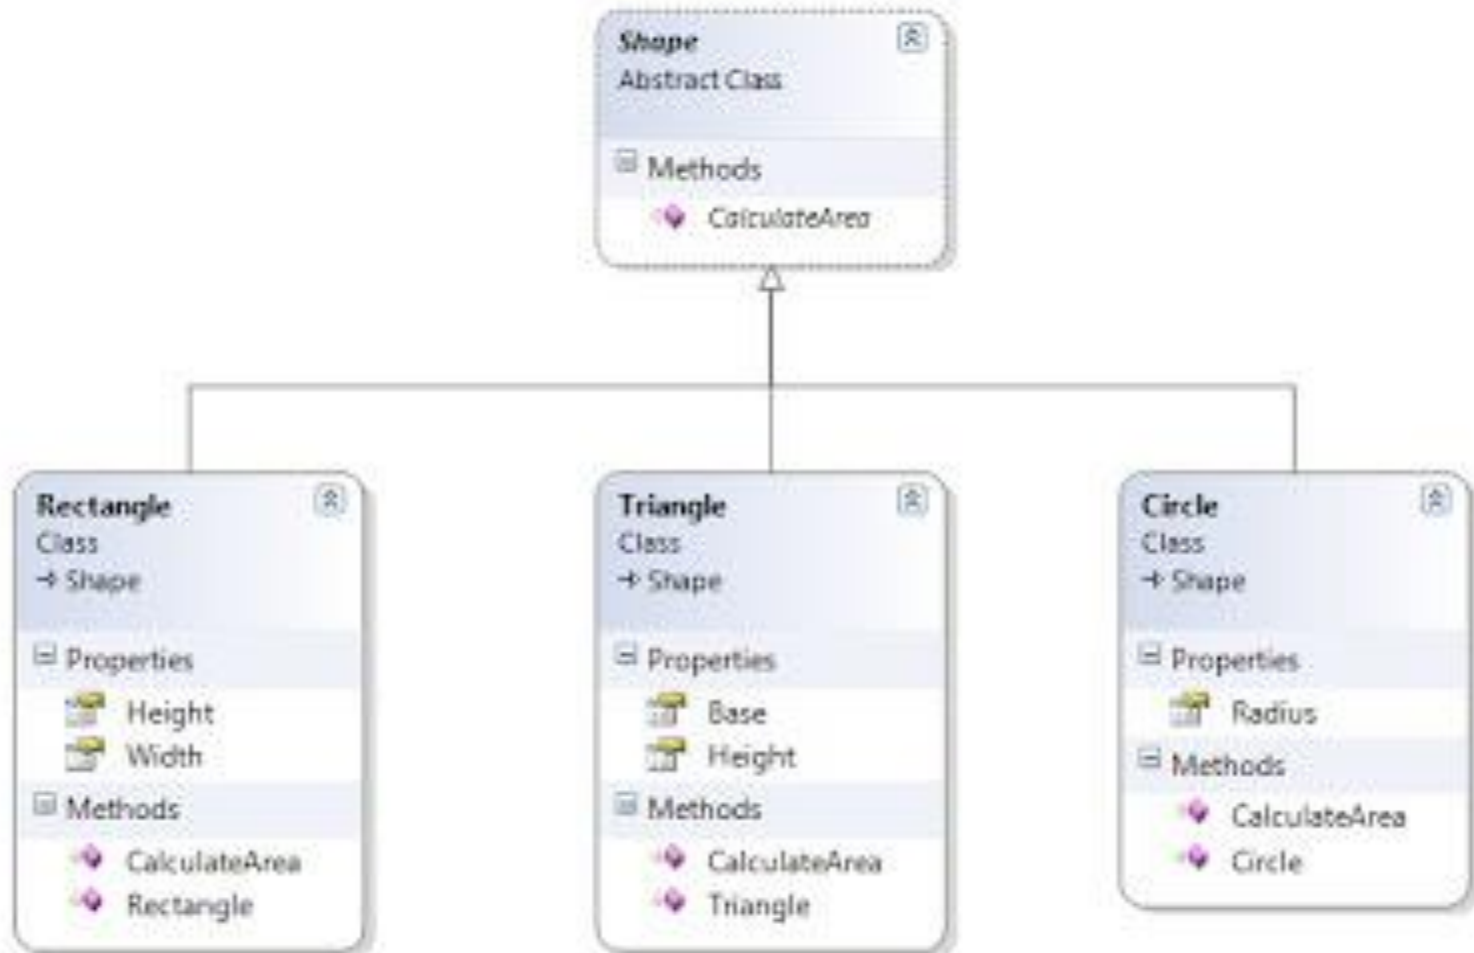 Shape
Abstract Class
Methods
CalculateArea
Rectangle
Class
Shape
Properties
Height
Width
Methods
CalculateArea
Rectangle
Triangle
Class
Shape
Properties
Base
Height
Methods
CalculateArea
Triangle
Circle
Class
Shape
Properties
Radius
Methods
CalculateArea
Circle